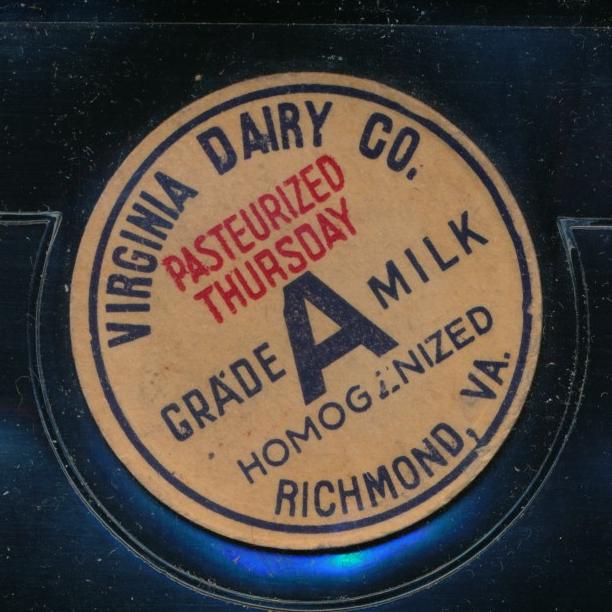 VIRGINIA DAIRY CO.
PASTEURIZED
THURSDAY
GRADE A MILK
HOMOGENIZED
RICHMOND, VA.